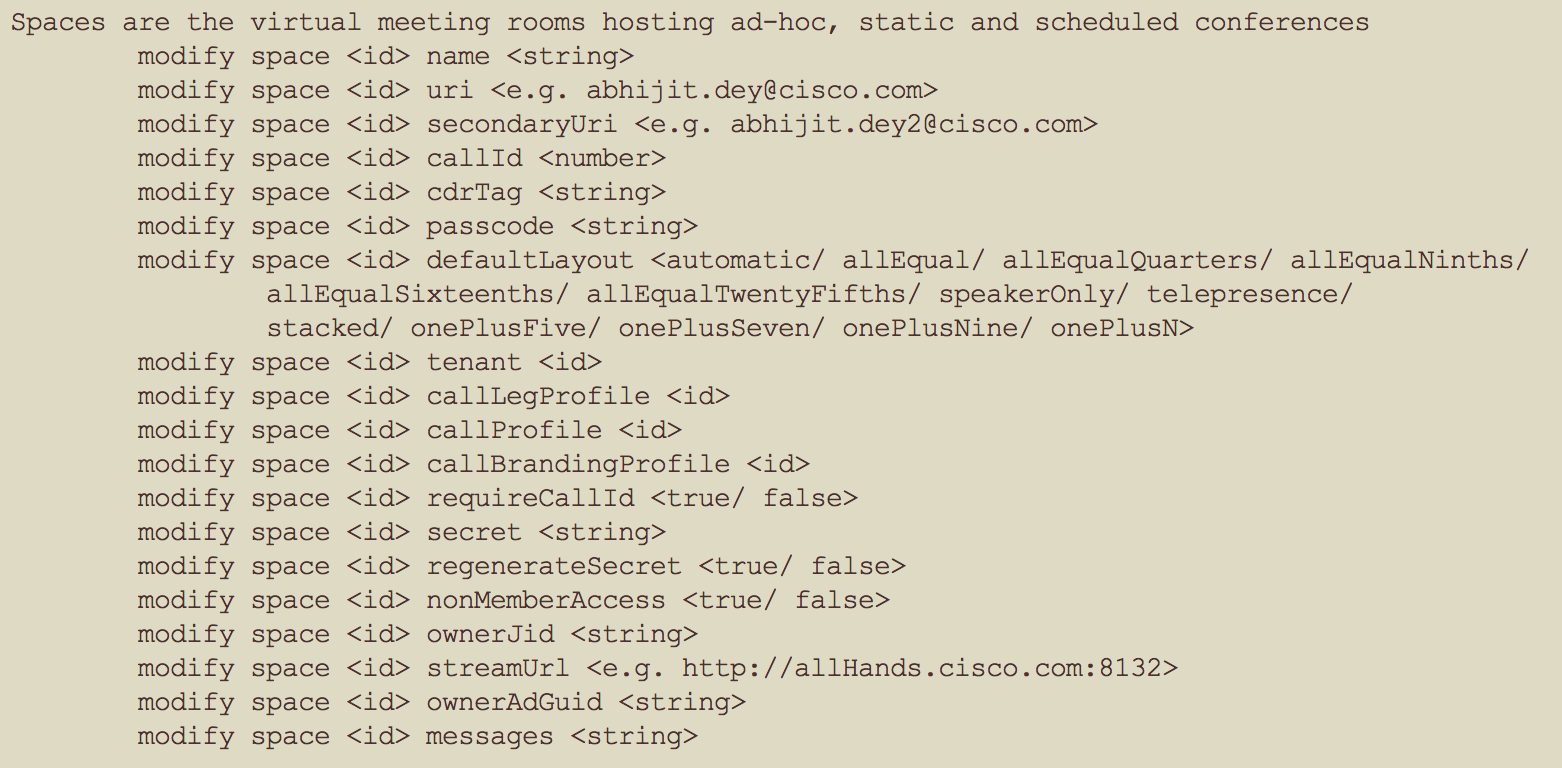 Spaces are the virtual meeting rooms hosting ad-hoc, static and scheduled conferences
modify space <id> name <string>
modify space <id> uri <e.g. abhijit.dey@cisco.com>
modify space <id> secondaryUri <e.g. abhijit.dey2@cisco.com>
modify space <id> callId <number>
modify space <id> cdrTag <string>
modify space <id> passcode <string>
modify space <id> defaultLayout <automatic/ allEqual/ allEqualQuarters/ allEqualNinths/
allEqualSixteenths/ allEqualTwentyFifths/ speakerOnly/ telepresence/
stacked/ onePlusFive/ onePlusSeven/ onePlusNine/ onePlusN>
modify space <id> tenant <id>
modify space <id> callLegProfile <id>
modify space <id> callProfile <id>
modify space <id> callBrandingProfile <id>
modify space <id> requireCallId <true/ false>
modify space <id> secret <string>
modify space <id> regenerateSecret <true/ false>
modify space <id> nonMemberAccess <true/ false>
modify space <id> ownerJid <string>
modify space <id> streamUrl <e.g. http://allHands.cisco.com:8132>
modify space <id> ownerAdGuid <string>
modify space <id> messages <string>